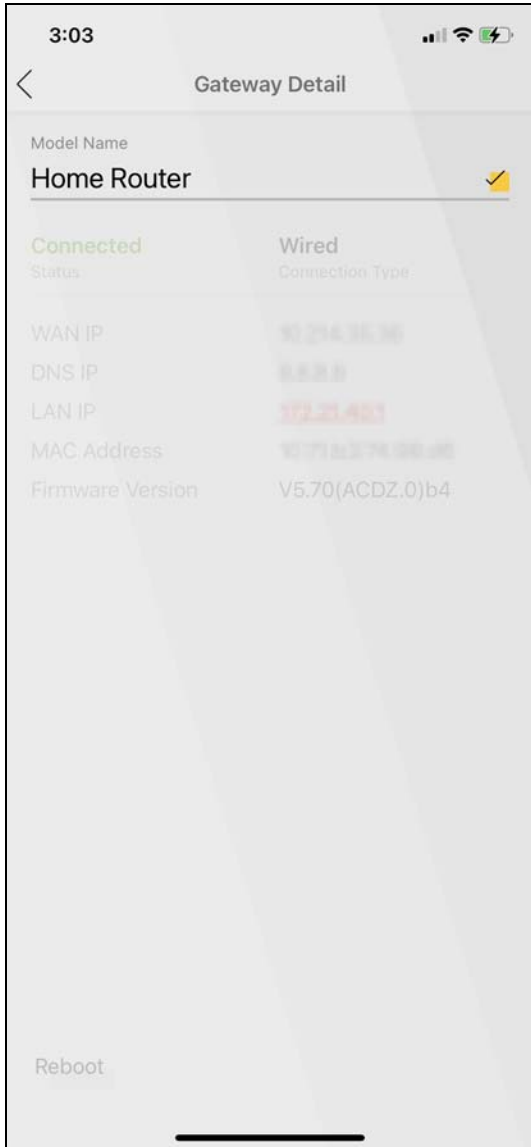 3:03
Gateway Detail
Model Name
Home Router
Connected Wired
Status Connection Type
WAN IP
DNS IP
LAN IP
MAC Address
Firmware Version V5.70(ACDZ.0)b4
Reboot